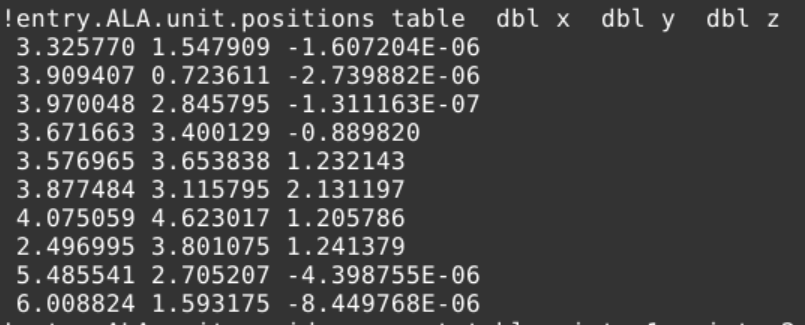 !entry.ALA.unit.positions table  dbl x  dbl y  dbl z
3.325770 1.547909 -1.607204E-06
3.909407 0.723611 -2.739882E-06
3.970048 2.845795 -1.311163E-07
3.671663 3.400129 -0.889820
3.576965 3.653838 1.232143
3.877484 3.115795 2.131197
4.075059 4.623017 1.205786
2.496995 3.801075 1.241379
5.485541 2.705207 -4.398755E-06
6.008824 1.593175 -8.449768E-06